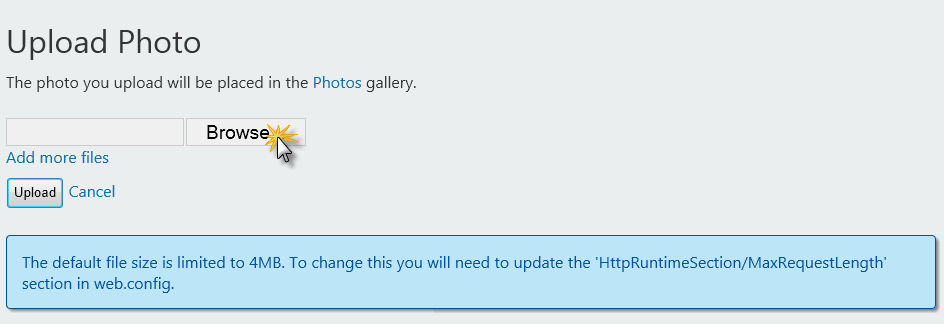 Upload Photo
The photo you upload will be placed in the Photos gallery.
Browse
Add more files
Upload Cancel
The default file size is limited to 4MB. To change this you will need to update the 'HttpRuntimeSection/MaxRequestLength'
section in web.config.